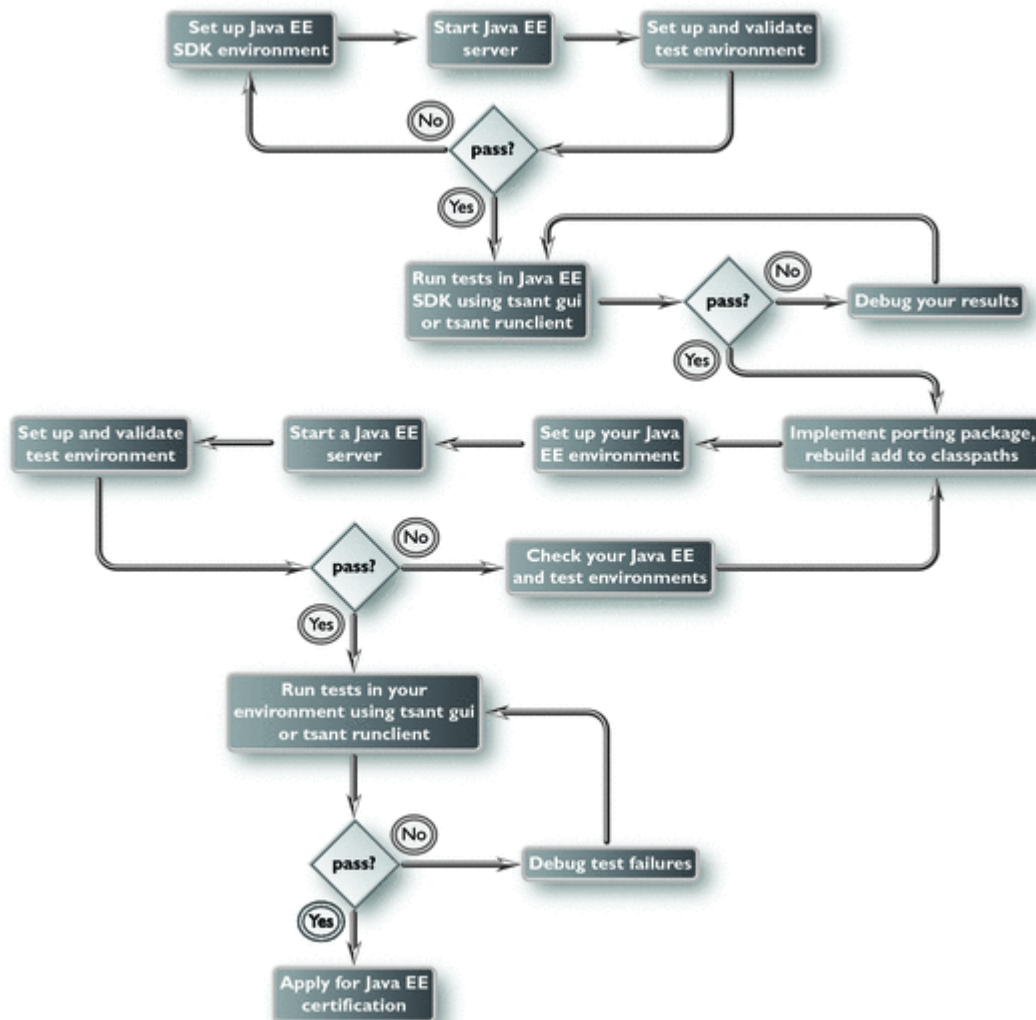 Set up Java EE
SDK environment
Start Java EE
server
Set up and validate
test environment
No
pass?
Yes
Run tests in Java EE
SDK using tsant gui
or tsant runclient
pass?
No
Debug your results
Yes
Set up and validate
test environment
Start a Java EE
server
Set up your Java
EE environment
Implement porting package,
rebuild add to classpaths
pass?
No
Check your Java EE
and test environments
Yes
Run tests in your
environment using tsant gui
or tsant runclient
pass?
No
Debug test failures
Yes
Apply for Java EE
certification